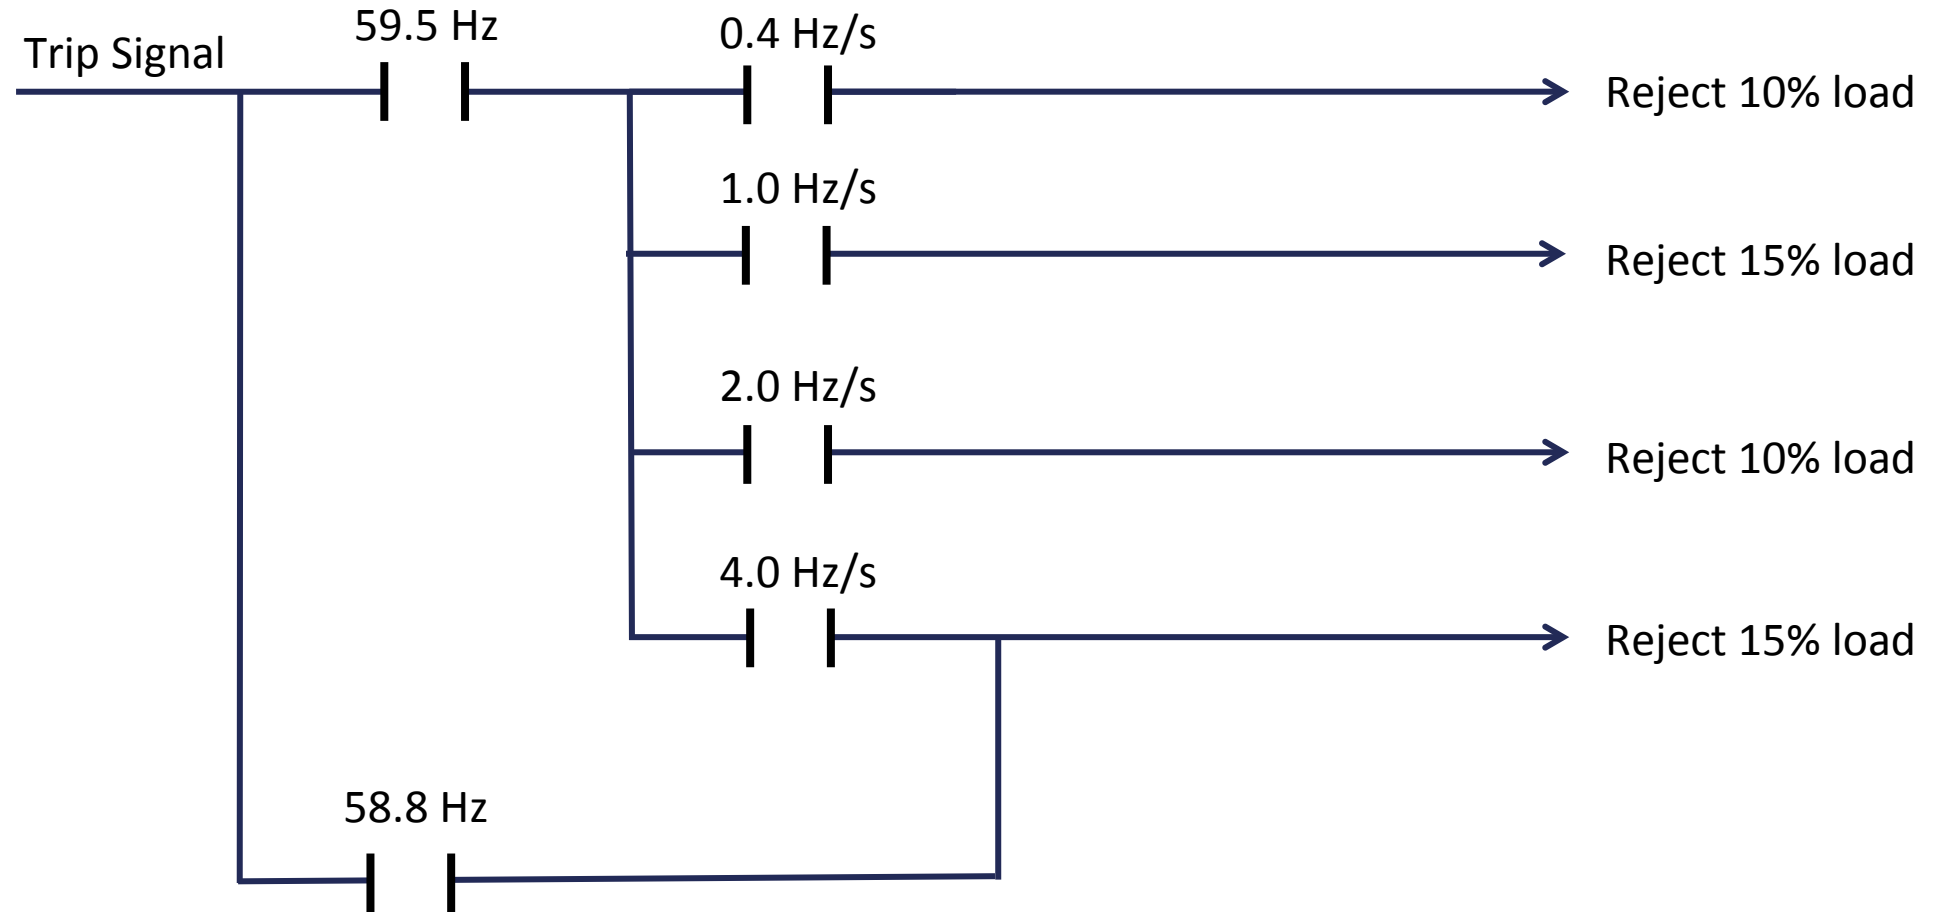 59.5 Hz
0.4 Hz/s
Trip Signal
Reject 10% load
1.0 Hz/s
Reject 15% load
2.0 Hz/s
Reject 10% load
4.0 Hz/s
Reject 15% load
58.8 Hz